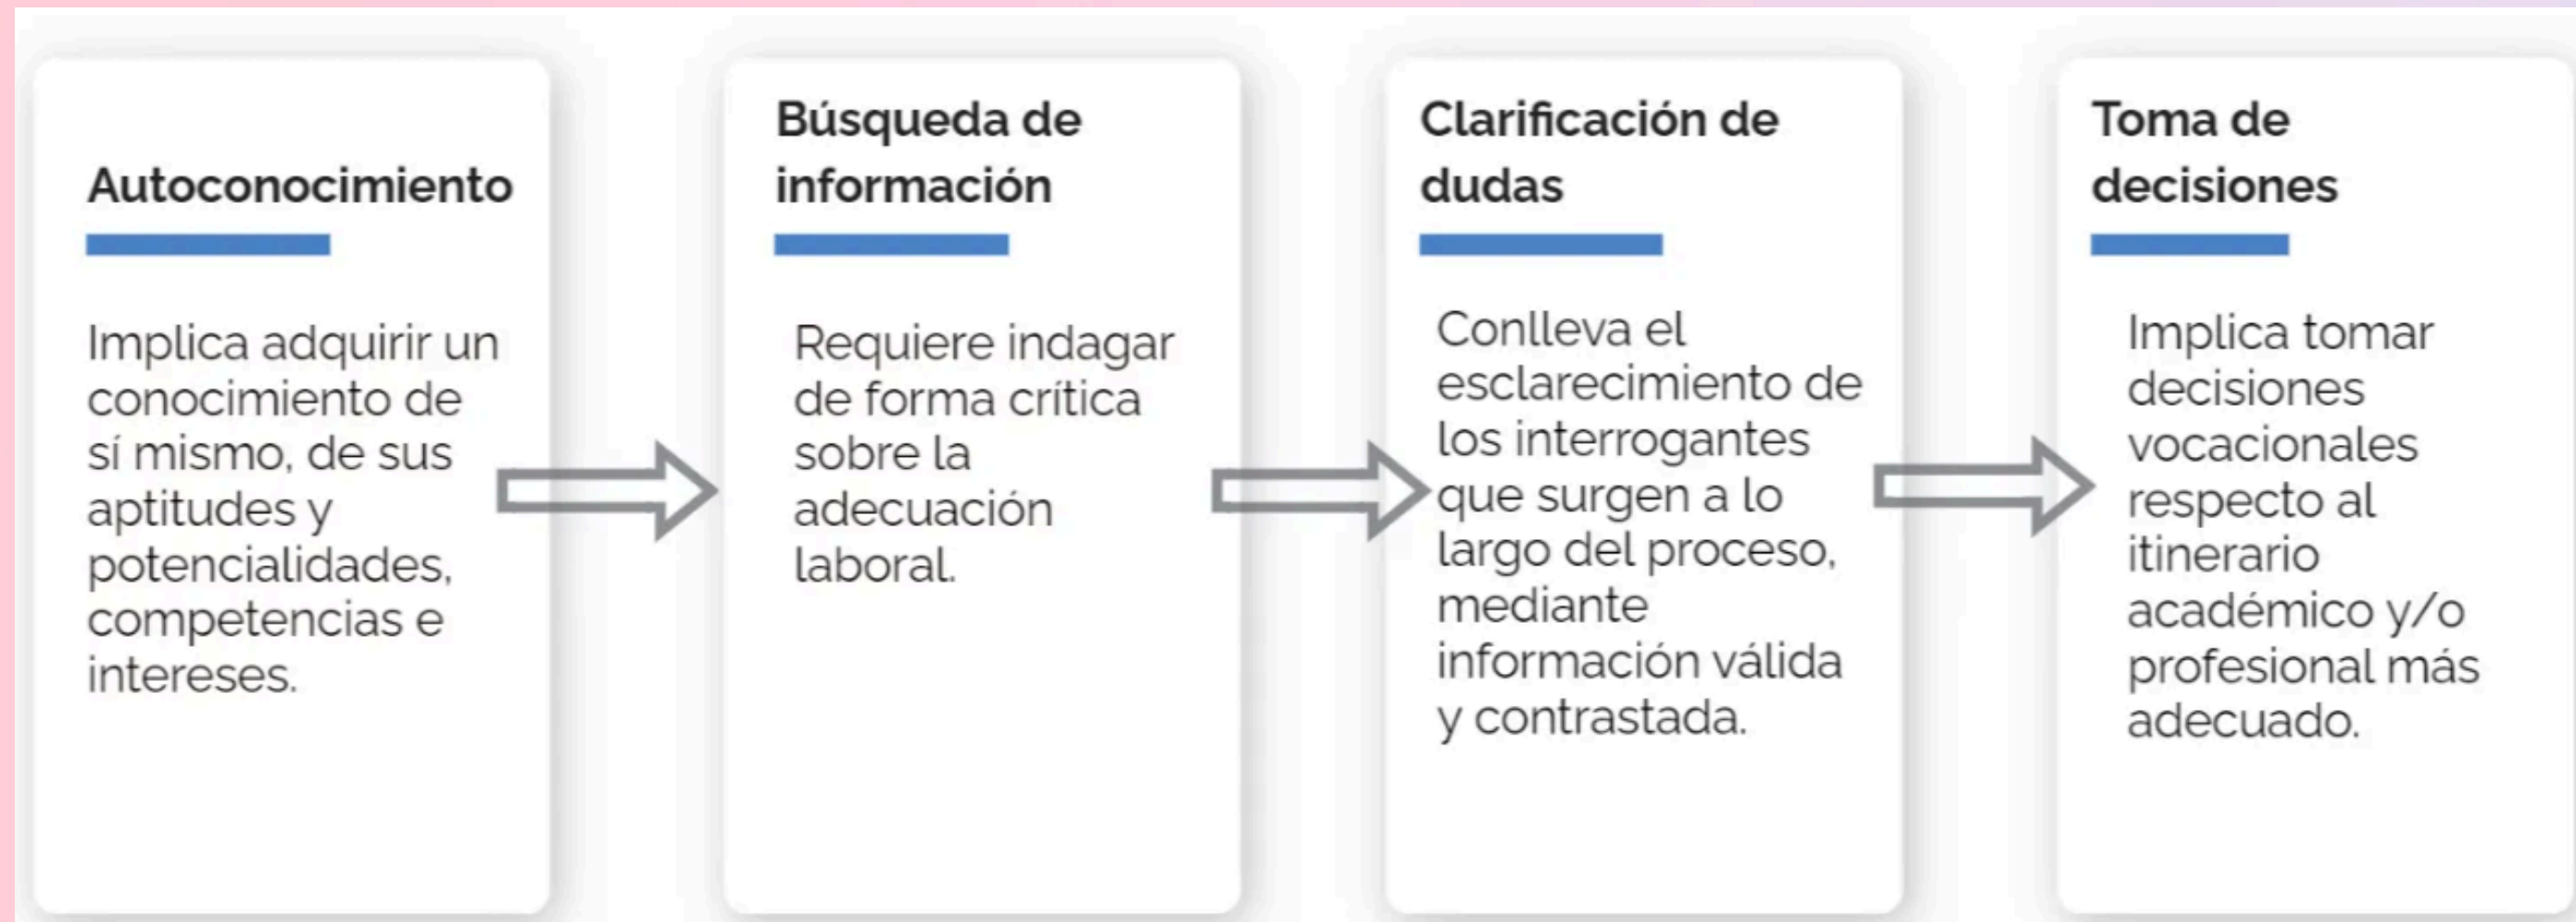 Autoconocimiento
Implica adquirir un
conocimiento de
sí mismo, de sus
aptitudes y
potencialidades,
competencias e
intereses.
Búsqueda de
información
Requiere indagar
de forma crítica
sobre la
adecuación
laboral.
Clarificación de
dudas
Conlleva el
esclarecimiento de
los interrogantes
que surgen a lo
largo del proceso,
mediante
información válida
y contrastada.
Toma de
decisiones
Implica tomar
decisiones
vocacionales
respecto al
itinerario
académico y/o
profesional más
adecuado.